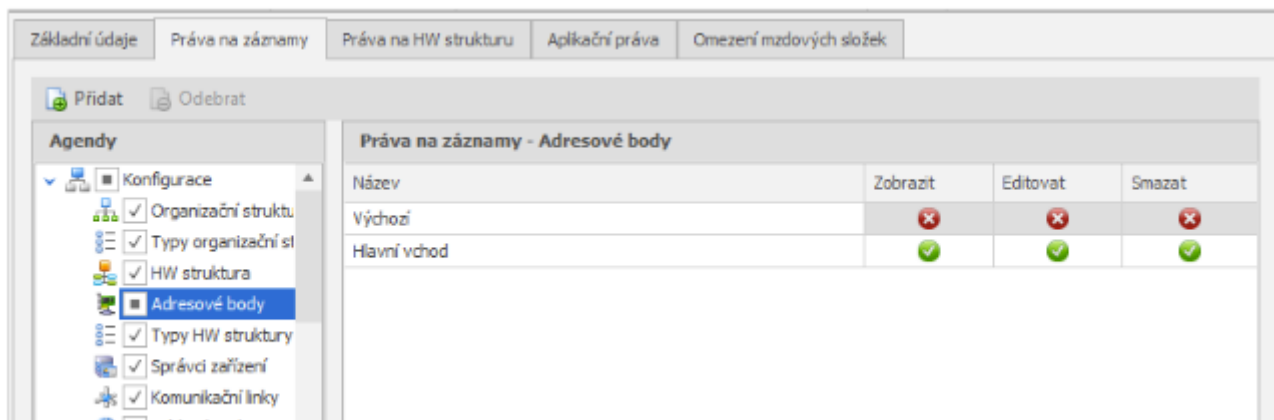 Základní údaje Práva na záznamy Práva na HW strukturu Aplikační práva Omezení mzdových složek
Přidat Odebrat
Agendy
Konfigurace
Organizační struktu
Typy organizační st
HW struktura
Adresové body
Typy HW struktury
Správci zařízení
Komunikační linky
Práva na záznamy - Adresové body
Název Zobrazit Editovat Smazat
Výchozí
Hlavní vchod